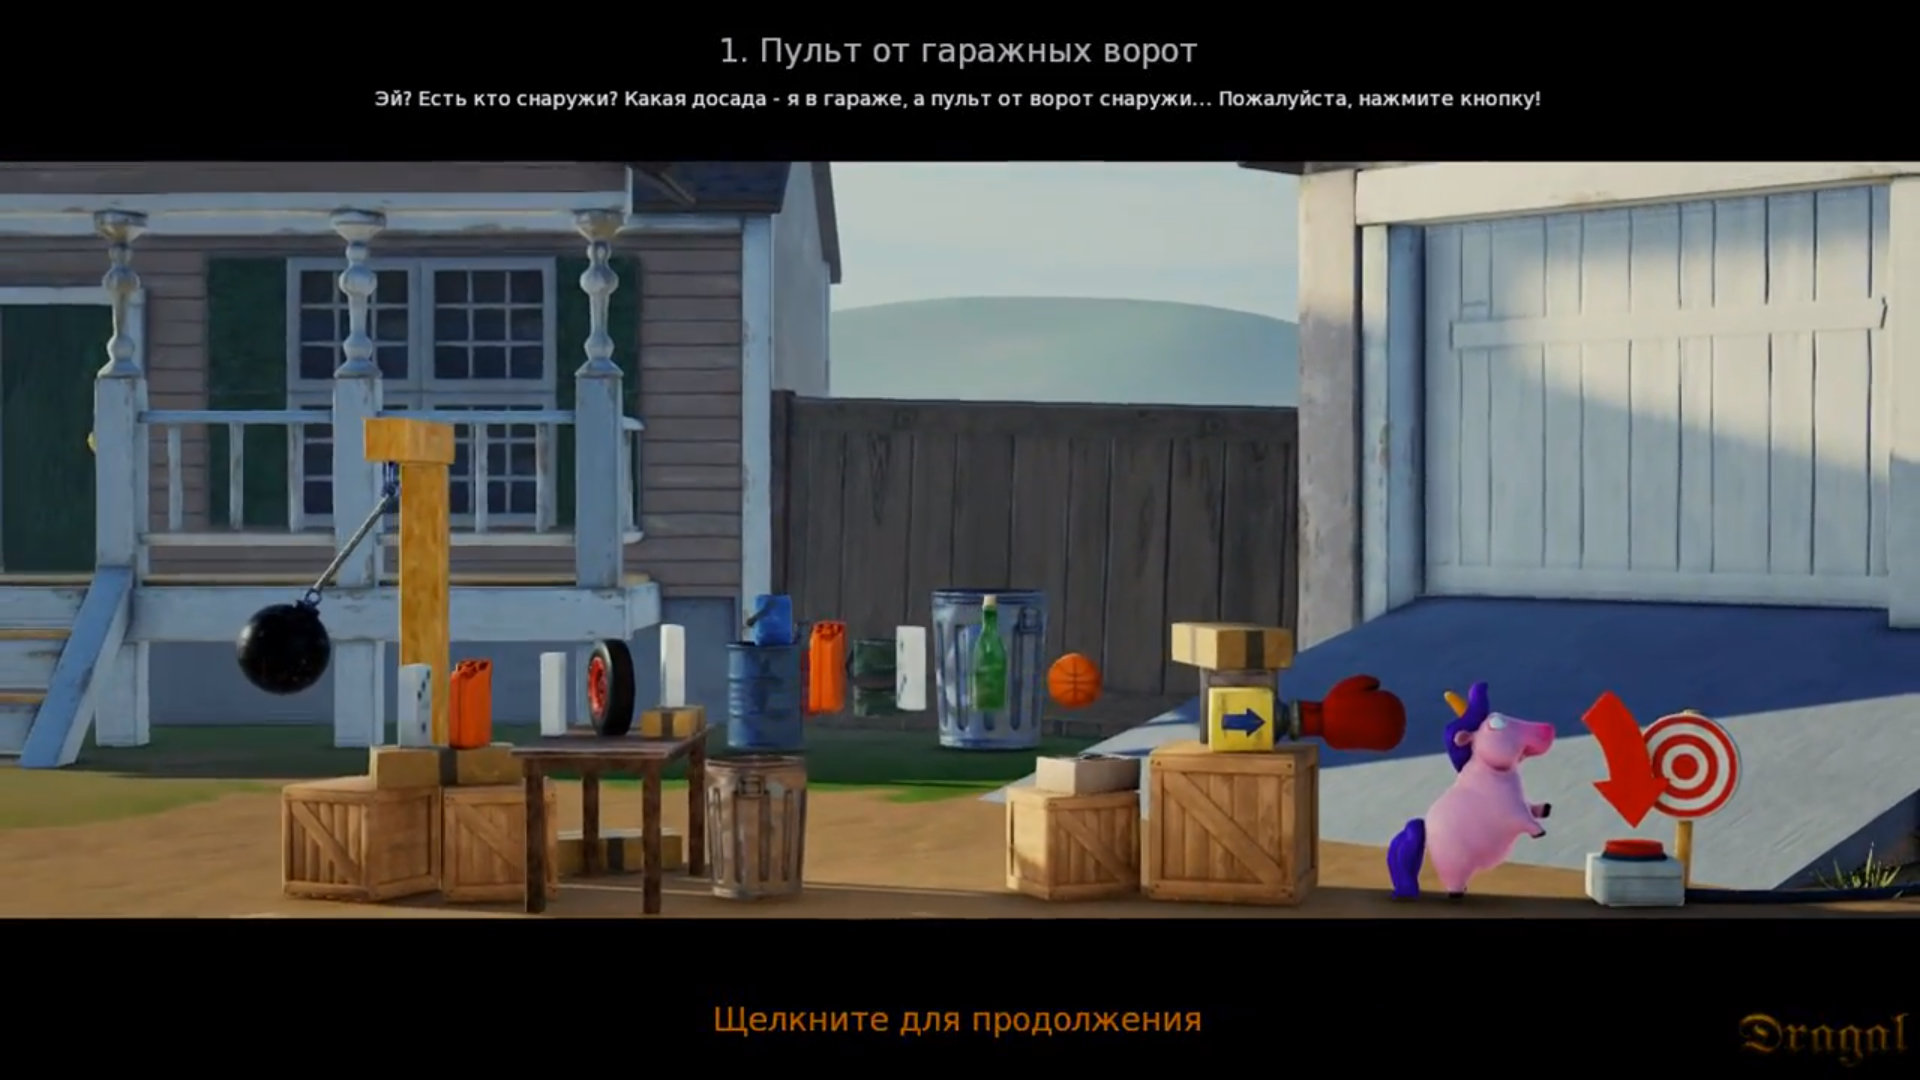 1. Пульт от гаражных ворот
Эй? Есть кто снаружи? Какая досада - я в гараже, а пульт от ворот снаружи... Пожалуйста, нажмите кнопку!
Щелкните для продолжения
Dragal